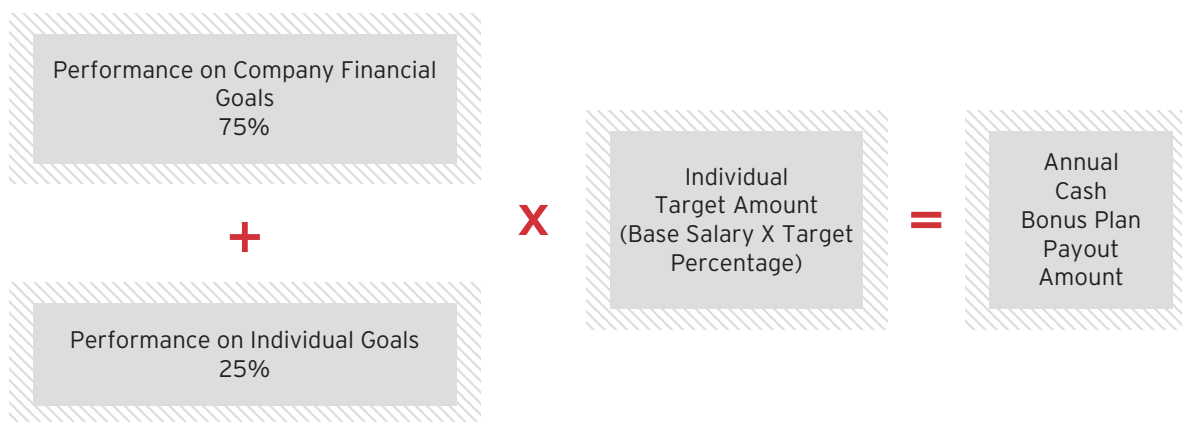 Performance on Company Financial
Goals
75%
+
Performance on Individual Goals
25%
X
Individual
Target Amount
(Base Salary X Target
Percentage)
=
Annual
Cash
Bonus Plan
Payout
Amount